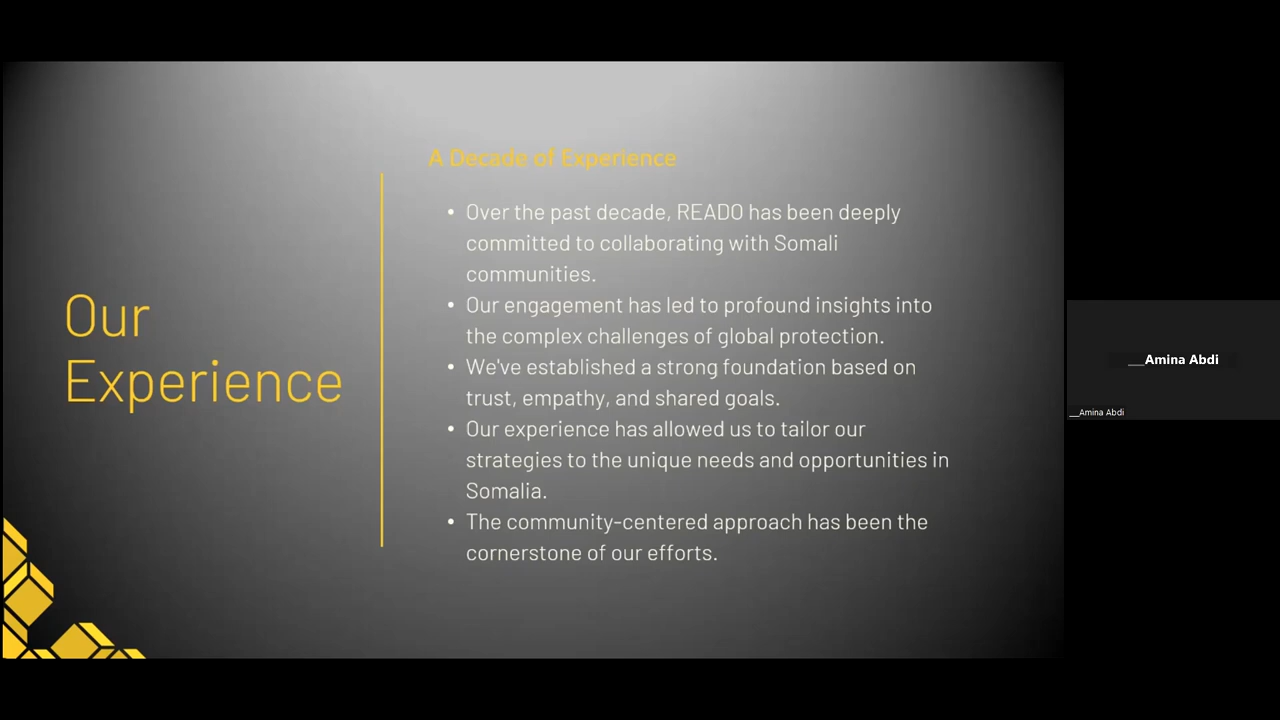 Our
Experience
A Decade of Experience
• Over the past decade, READO has been deeply
committed to collaborating with Somali
communities.
• Our engagement has led to profound insights into
the complex challenges of global protection.
• We've established a strong foundation based on
trust, empathy, and shared goals.
• Our experience has allowed us to tailor our
strategies to the unique needs and opportunities in
Somalia.
• The community-centered approach has been the
cornerstone of our efforts.
__Amina Abdi
__Amina Abdi